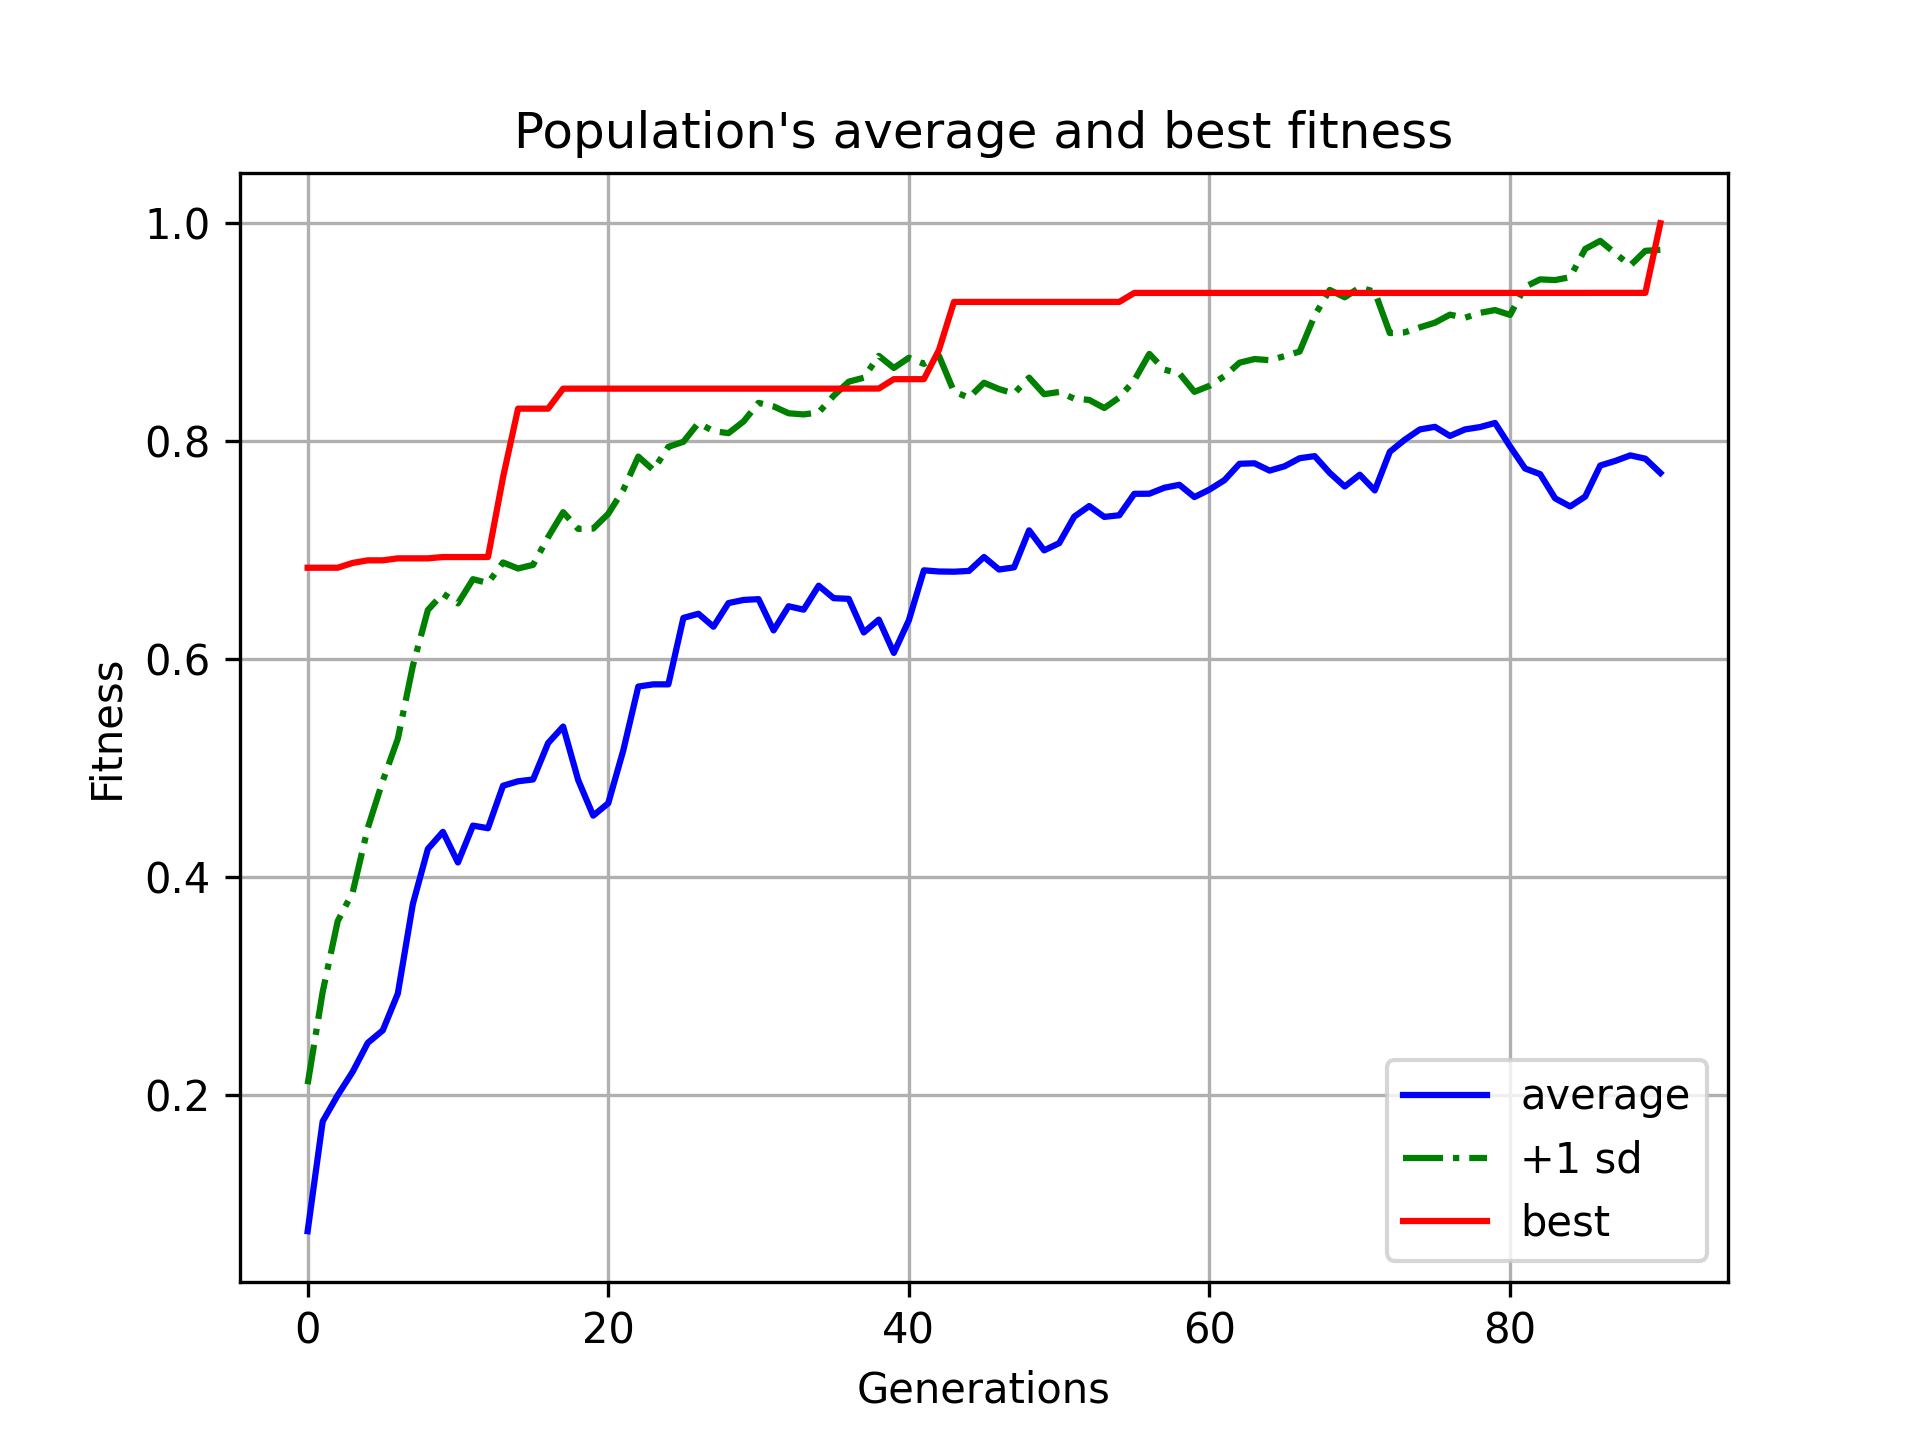 Population's average and best fitness
1.0
0.8
0.6
0.4
0.2
Fitness
0 20 40 60 80
Generations
average
+1 sd
best